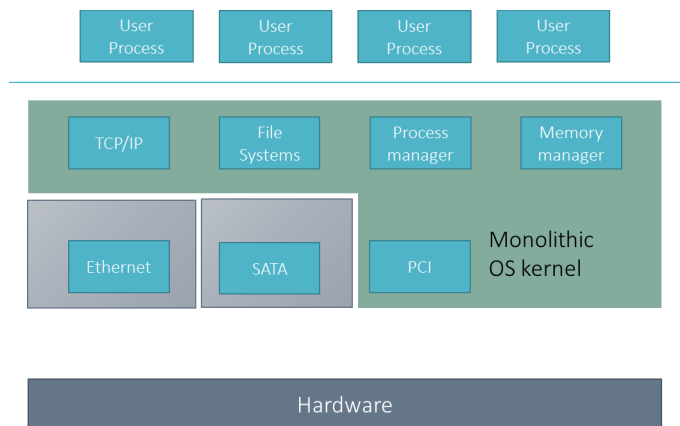 User
Process
User
Process
User
Process
User
Process
TCP/IP
File
Systems
Process
manager
Memory
manager
Ethernet
SATA
PCI
Monolithic
OS kernel
Hardware